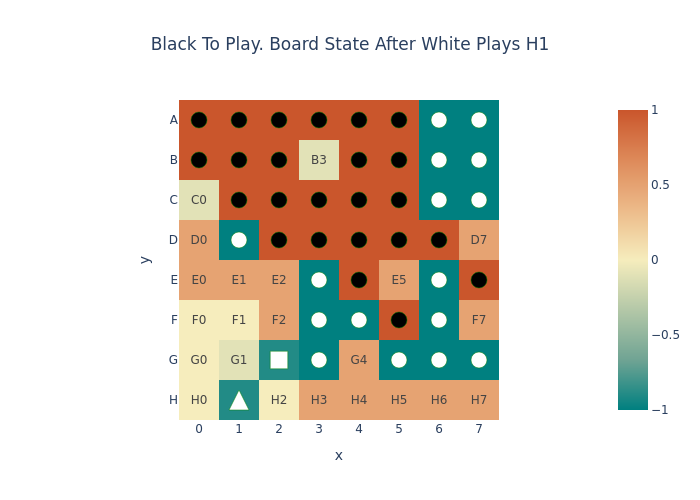 Black To Play. Board State After White Plays H1
A
B B3
C C0
D D0 D7
E E0 E1 E2 E5
F F0 F1 F2 F7
G G0 G1 G4
H H0 H2 H3 H4 H5 H6 H7
0 1 2 3 4 5 6 7
x
y
1
0.5
0
−0.5
−1